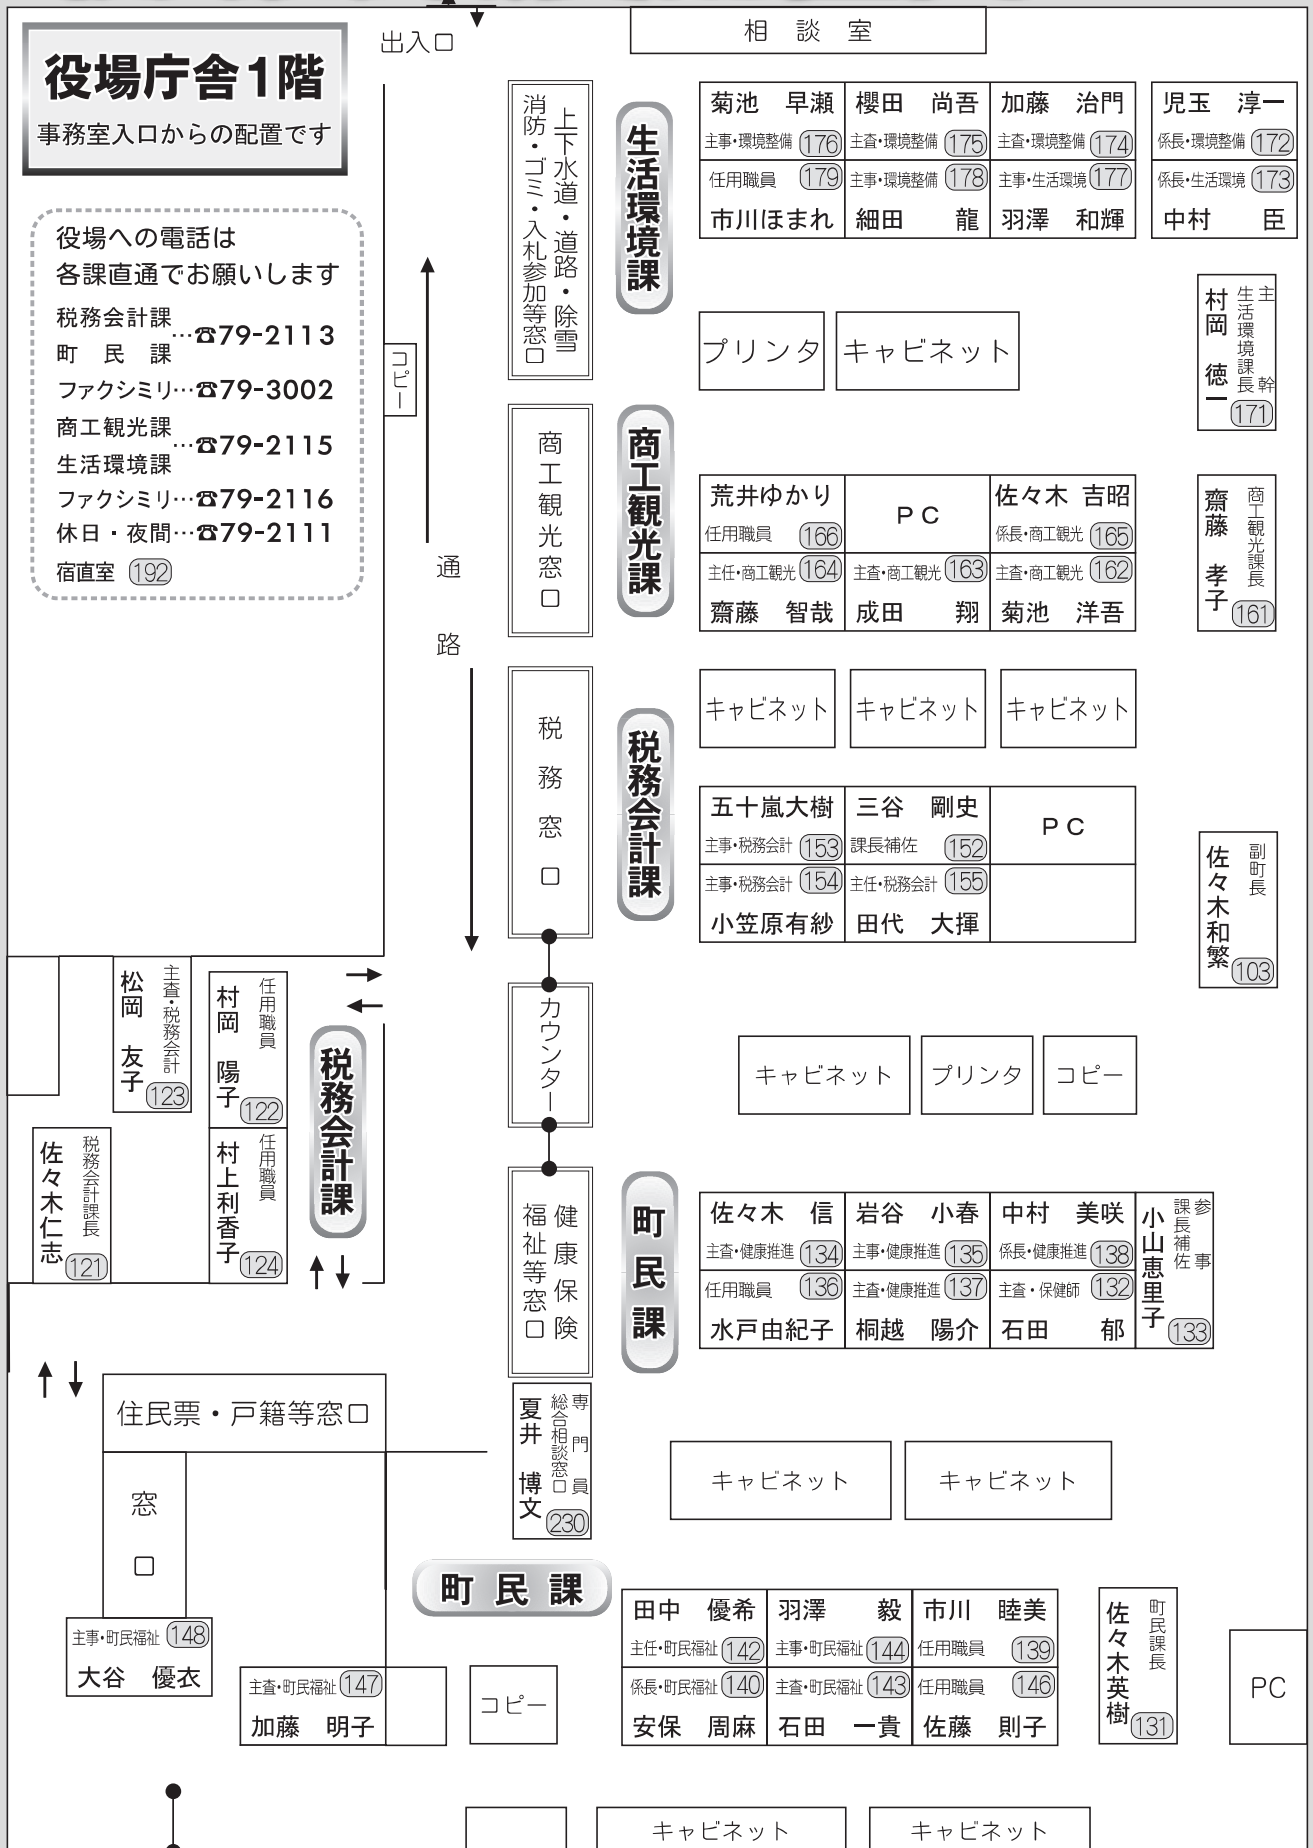 役場庁舎1階
事務室入口からの配置です
役場への電話は
各課直通でお願いします
税務会計課
町　民　課
…☎79-2113
ファクシミリ…☎79-3002
商工観光課
生活環境課
…☎79-2115
ファクシミリ…☎79-2116
休日・夜間…☎79-2111
宿直室 192
出入口
コピー
通路
相談室
上下水道・道路・除雪
消防・ゴミ・入札参加等窓口
生活環境課
菊池　早瀬
主事・環境整備 176
櫻田　尚吾
主査・環境整備 175
加藤　治門
主査・環境整備 174
児玉　淳一
係長・環境整備 172
任用職員 179
市川ほまれ
主事・環境整備 178
細田　龍
主事・生活環境 177
羽澤　和輝
係長・生活環境 173
中村　臣
プリンタ
キャビネット
主幹
生活環境課長
村岡　徳一
171
商工観光窓口
商工観光課
荒井ゆかり
任用職員 166
PC
佐々木 吉昭
係長・商工観光 165
主任・商工観光 164
齋藤　智哉
主査・商工観光 163
成田　翔
主査・商工観光 162
菊池　洋吾
商工観光課長
齋藤　孝子
161
キャビネット
キャビネット
キャビネット
税務窓口
税務会計課
五十嵐大樹
主事・税務会計 153
三谷　剛史
課長補佐 152
PC
主事・税務会計 154
小笠原有紗
主任・税務会計 155
田代　大揮
副町長
佐々木和繁
103
カウンター
キャビネット
プリンタ
コピー
主査・税務会計
松岡　友子
123
任用職員
村岡　陽子
122
税務会計課
税務会計課長
佐々木仁志
121
任用職員
村上利香子
124
健康保険
福祉等窓口
町民課
佐々木　信
主査・健康推進 134
岩谷　小春
主事・健康推進 135
中村　美咲
係長・健康推進 138
任用職員 136
水戸由紀子
主査・健康推進 137
桐越　陽介
主査・保健師 132
石田　郁
参事
課長補佐
小山恵里子
133
住民票・戸籍等窓口
窓口
専門員
総合相談窓口
夏井　博文
230
キャビネット
キャビネット
町民課
主事・町民福祉 148
大谷　優衣
主査・町民福祉 147
加藤　明子
コピー
田中　優希
主任・町民福祉 142
羽澤　毅
主事・町民福祉 144
市川　睦美
任用職員 139
係長・町民福祉 140
安保　周麻
主査・町民福祉 143
石田　一貴
任用職員 146
佐藤　則子
町民課長
佐々木英樹
131
PC
キャビネット
キャビネット